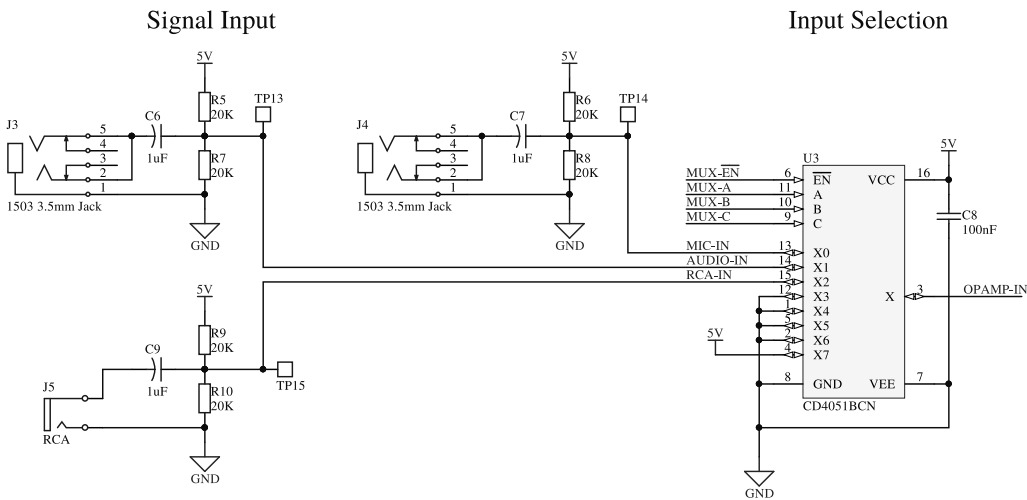 Signal Input
Input Selection
5V
R5
20K
TP13
J3
C6
5
4
1uF
3
R7
20K
2
1
1503 3.5mm Jack
GND
5V
R6
20K
TP14
J4
C7
5
4
1uF
3
R8
20K
2
1
1503 3.5mm Jack
GND
5V
U3
MUX-EN 6 EN VCC 16
MUX-A 11 A
MUX-B 10 B
MUX-C 9 C
C8
100nF
MIC-IN 13 X0
AUDIO-IN 14 X1
RCA-IN 15 X2
12 X3 X 3 OPAMP-IN
1 X4
5 X5
2 X6
5V 4 X7
8 GND VEE 7
CD4051BCN
GND
5V
R9
20K
C9
1uF
TP15
J5
R10
20K
RCA
GND